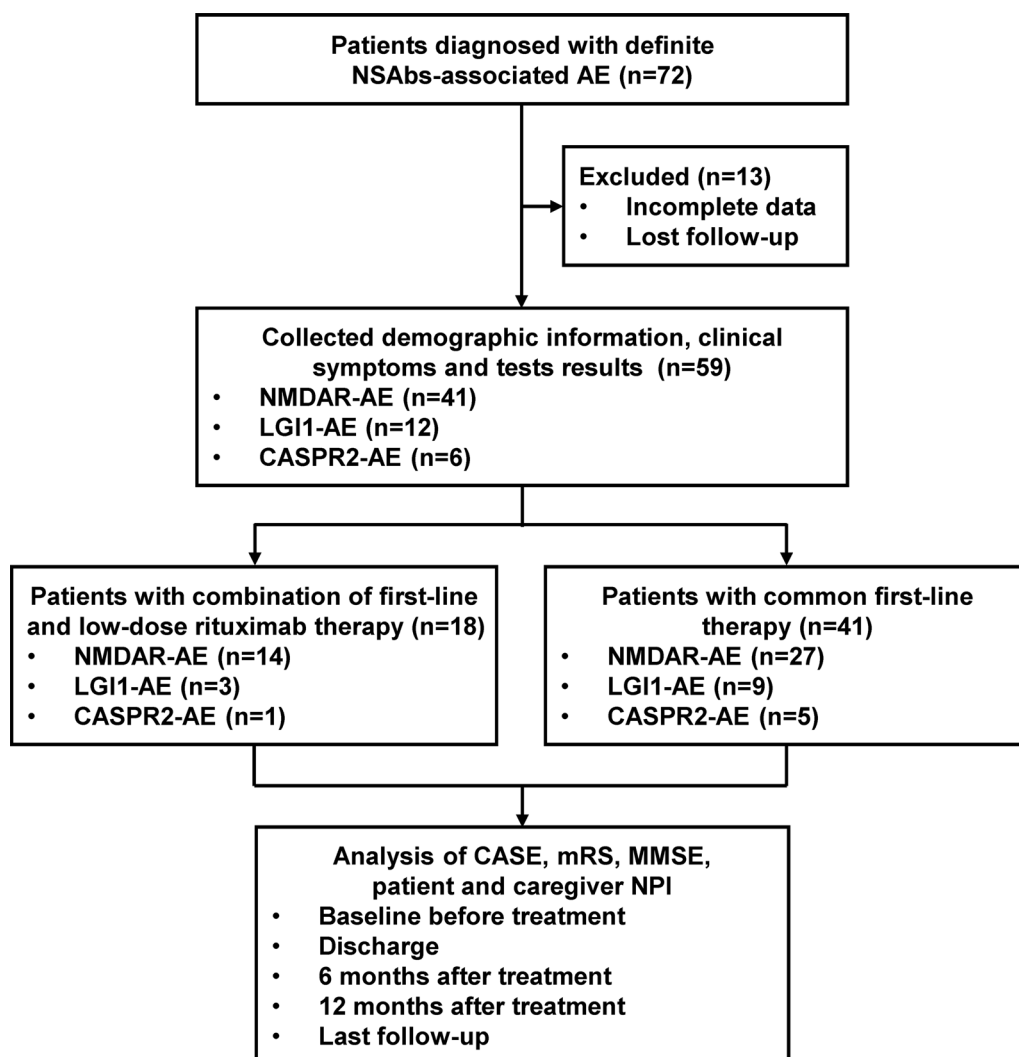 Patients diagnosed with definite
NSAbs-associated AE (n=72)
Excluded (n=13)
• Incomplete data
• Lost follow-up
Collected demographic information, clinical
symptoms and tests results (n=59)
• NMDAR-AE (n=41)
• LGI1-AE (n=12)
• CASPR2-AE (n=6)
Patients with combination of first-line
and low-dose rituximab therapy (n=18)
• NMDAR-AE (n=14)
• LGI1-AE (n=3)
• CASPR2-AE (n=1)
Patients with common first-line
therapy (n=41)
• NMDAR-AE (n=27)
• LGI1-AE (n=9)
• CASPR2-AE (n=5)
Analysis of CASE, mRS, MMSE,
patient and caregiver NPI
• Baseline before treatment
• Discharge
• 6 months after treatment
• 12 months after treatment
• Last follow-up